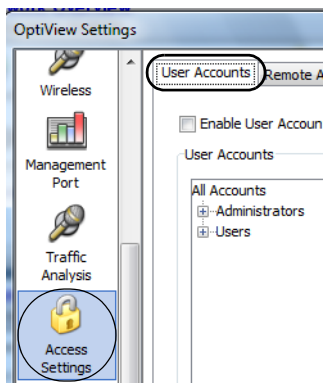 OptiView Settings
Wireless
Management
Port
Traffic
Analysis
Access
Settings
User Accounts
Remote A
Enable User Accoun
User Accounts
All Accounts
Administrators
Users